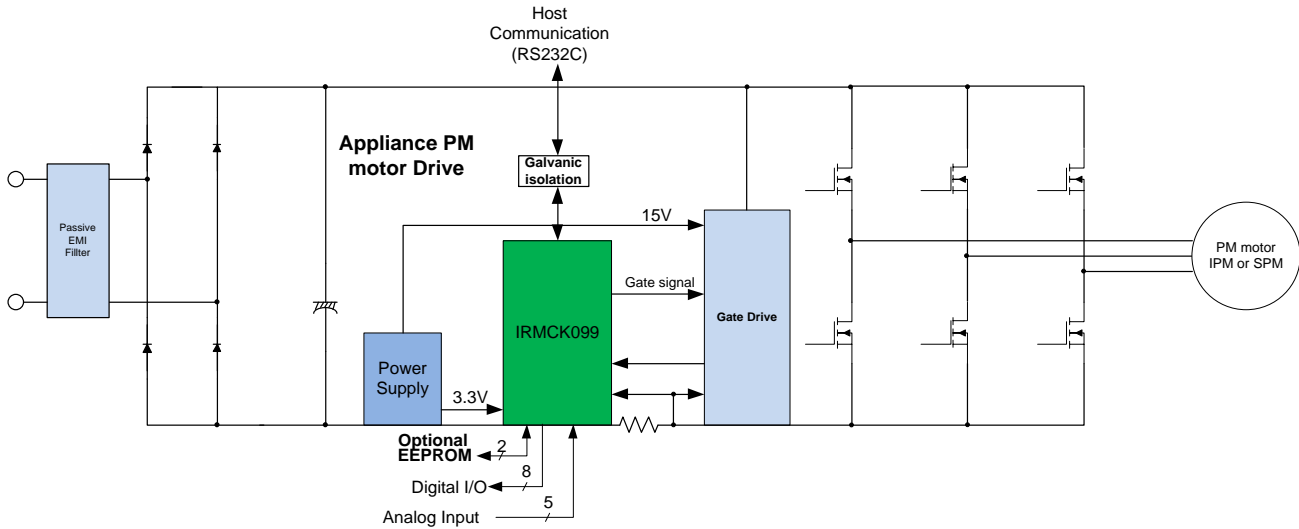 Host
Communication
(RS232C)
Appliance PM
motor Drive
Galvanic
isolation
15V
Passive
EMI
Fillter
Gate signal
PM motor
IPM or SPM
Gate Drive
IRMCK099
Power
Supply
3.3V
Optional
EEPROM
2
Digital I/O
8
Analog Input
5